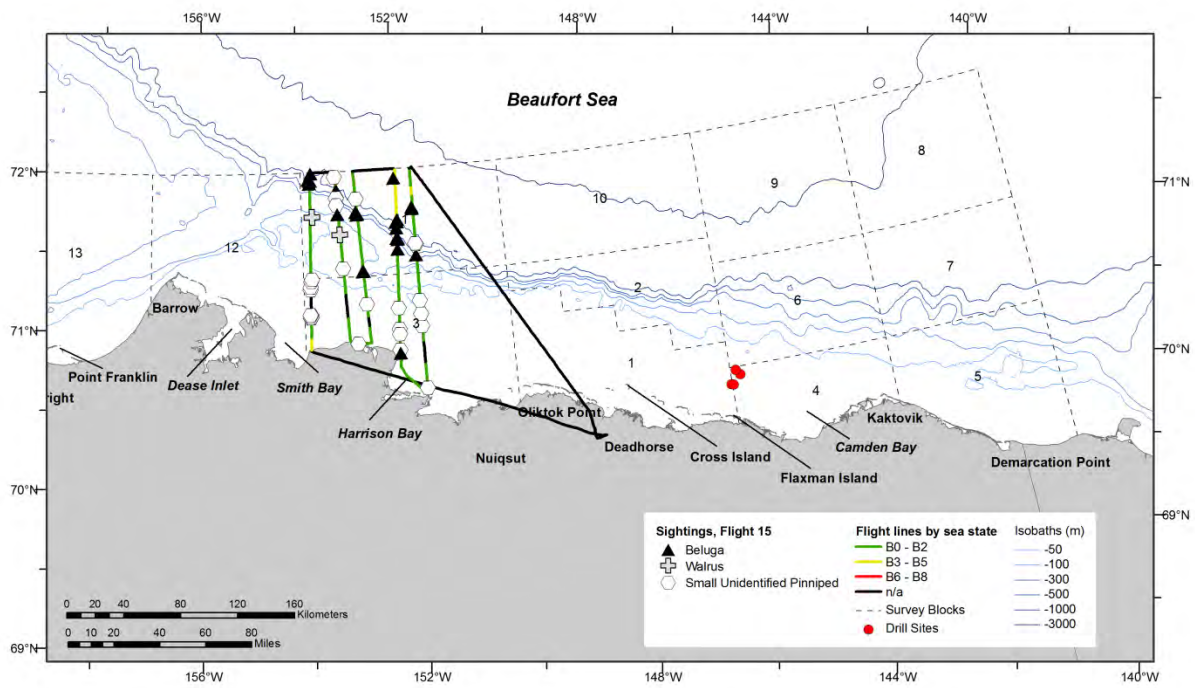 156°W 152°W 148°W 144°W 140°W
Beaufort Sea
8
72°N
71°N
9
10
12
13
7
2
6
Barrow
71°N
3
70°N
1
Point Franklin
5
4
Dease Inlet
Smith Bay
right
Kaktovik
Oliktok Point
Harrison Bay
Deadhorse
Camden Bay
Nuiqsut
Cross Island
Demarcation Point
Flaxman Island
70°N
69°N
Sightings, Flight 15
Beluga
Walrus
Small Unidentified Pinniped
Flight lines by sea state
B0 - B2
B3 - B5
B6 - B8
n/a
Survey Blocks
Drill Sites
Isobaths (m)
-50
-100
-300
-500
-1000
-3000
0 20 40 80 120 160
Kilometers
0 10 20 40 60 80
Miles
69°N
156°W 152°W 148°W 144°W 140°W